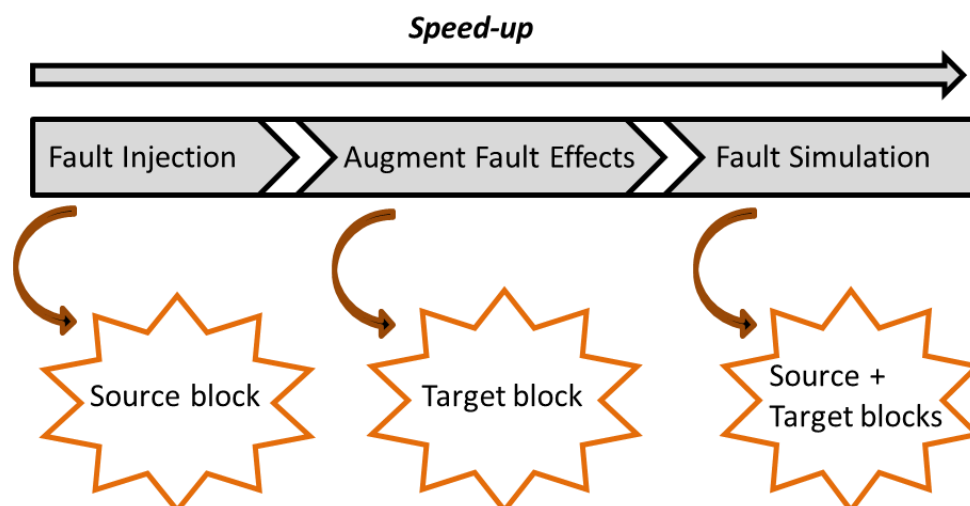 Speed-up
Fault Injection
Augment Fault Effects
Fault Simulation
Source block
Target block
Source +
Target blocks